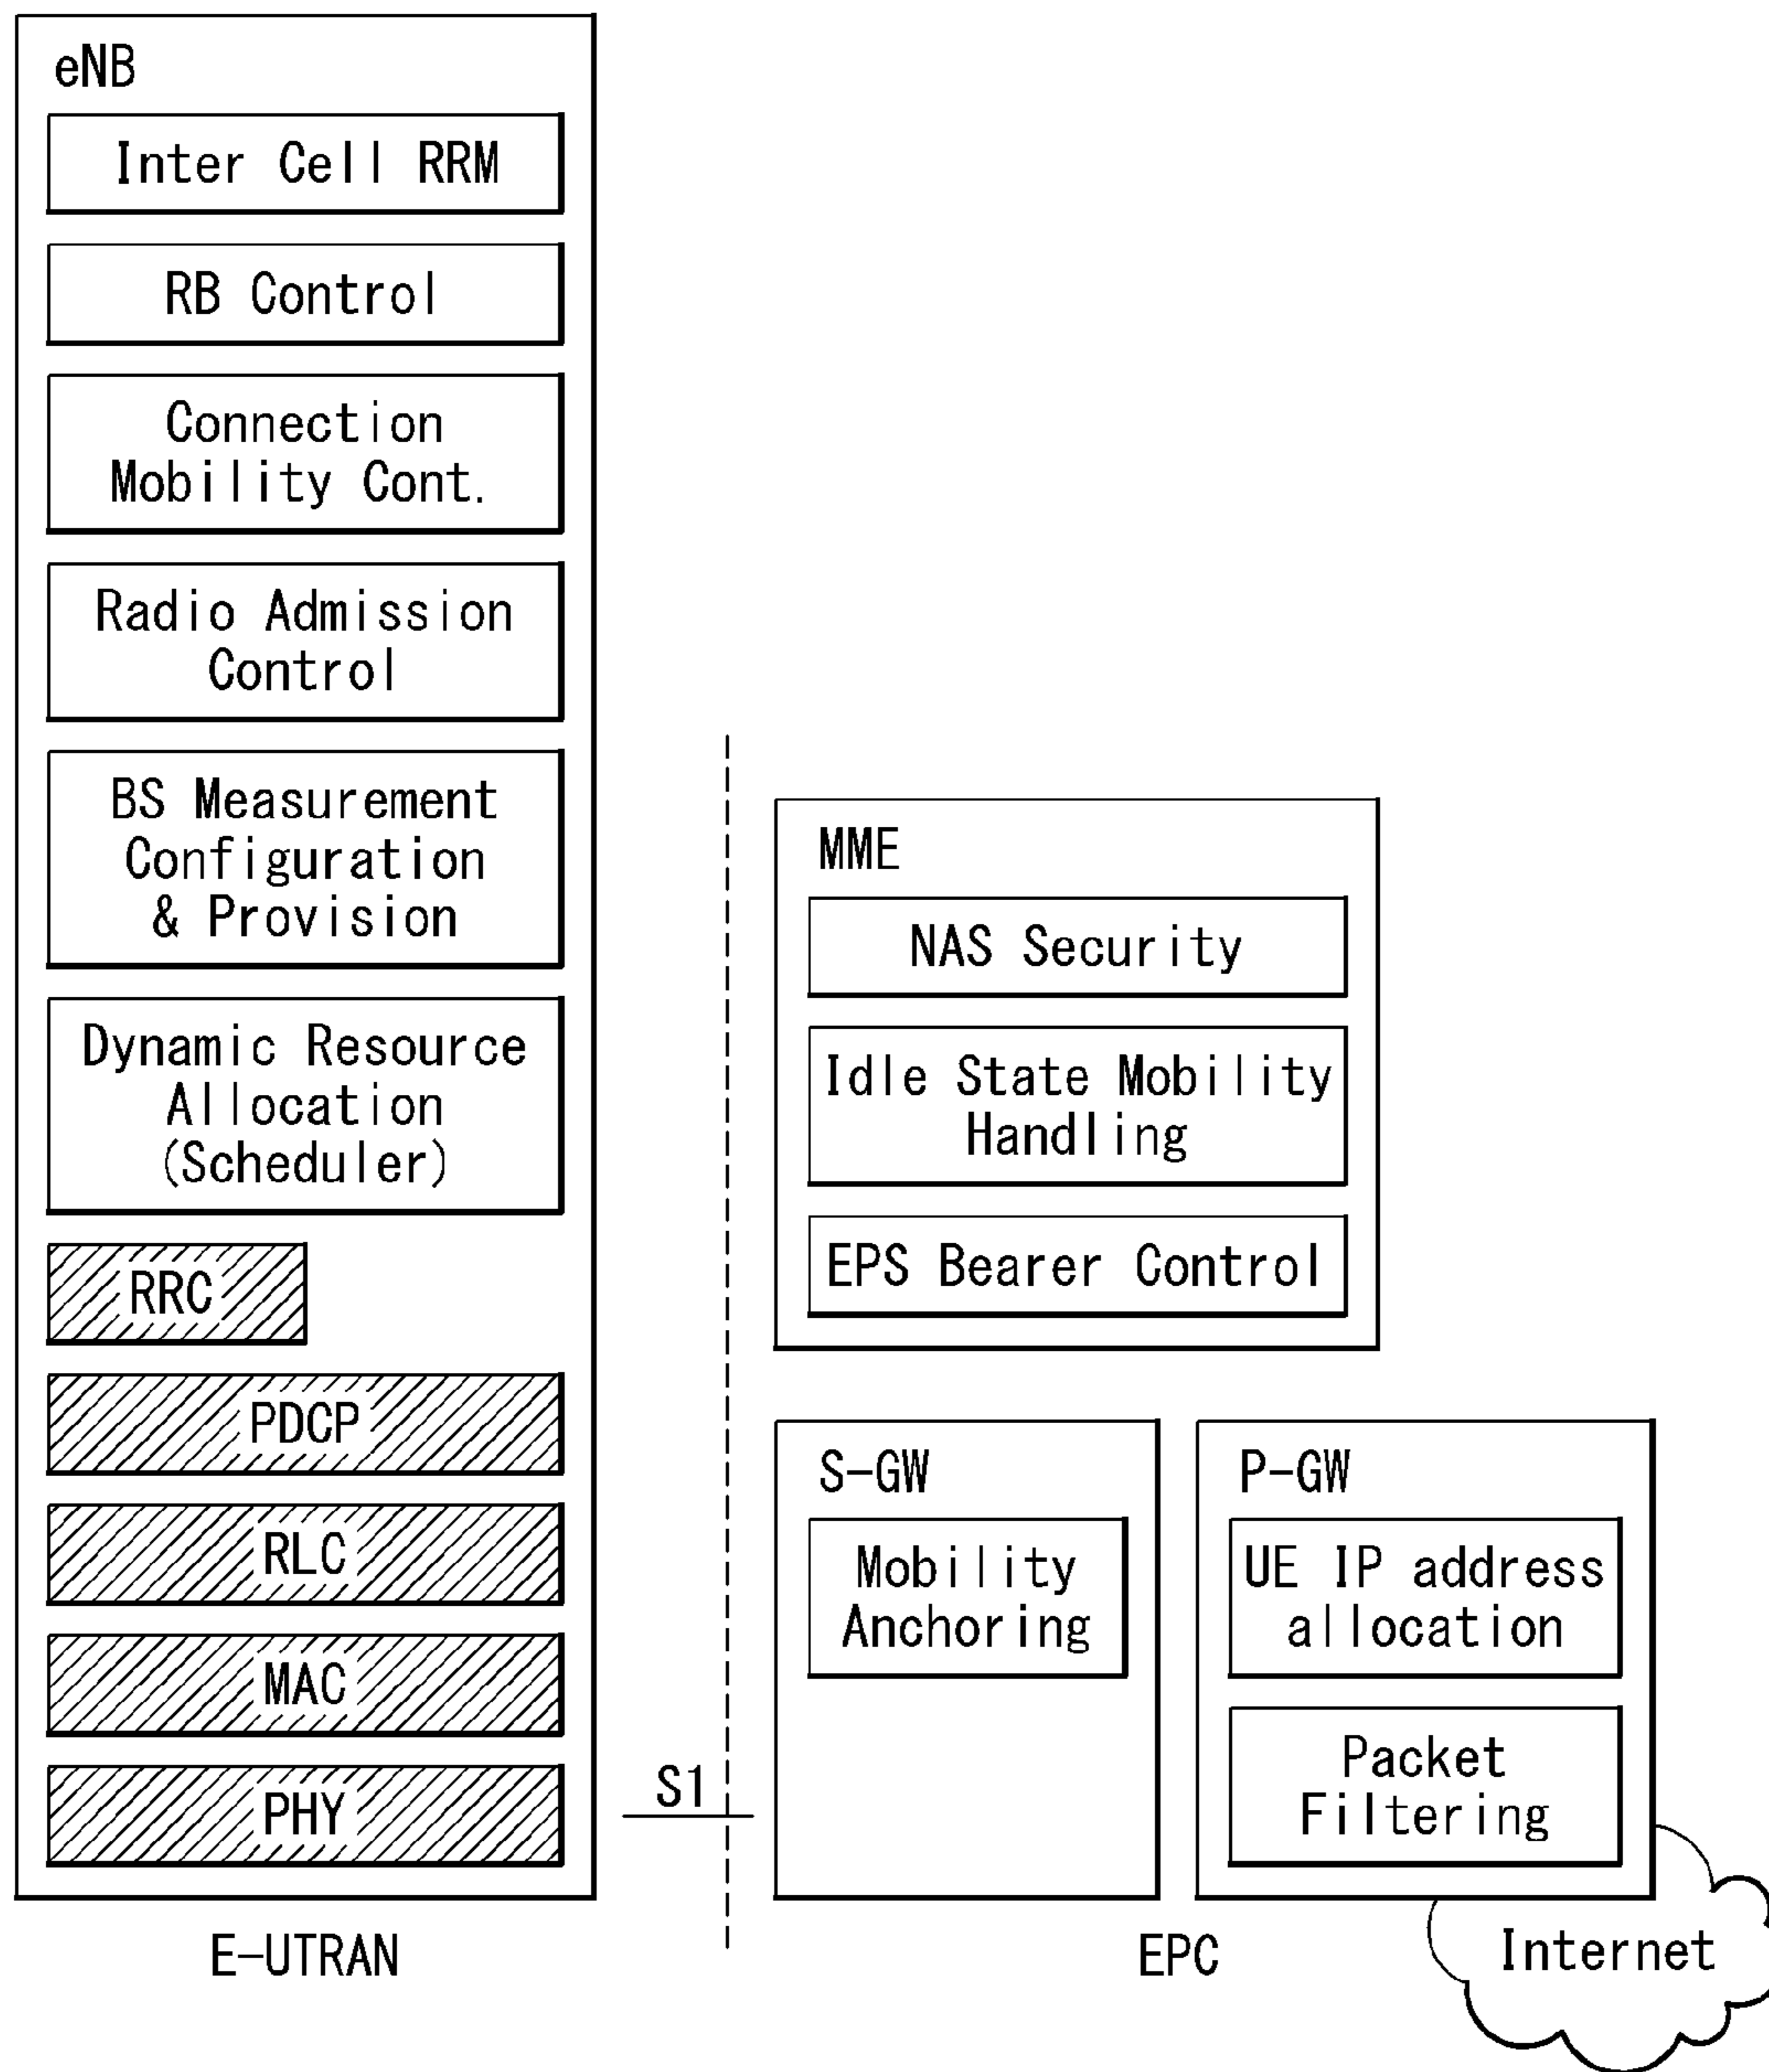 eNB
Inter Cell RRM
RB Control
Connection
Mobility Cont.
Radio Admission
Control
BS Measurement
Configuration
& Provision
Dynamic Resource
Allocation
(Scheduler)
RRC
PDCP
RLC
MAC
PHY
S1
MME
NAS Security
Idle State Mobility
Handling
EPS Bearer Control
S-GW
Mobility
Anchoring
P-GW
UE IP address
allocation
Packet
Filtering
E-UTRAN
EPC
Internet